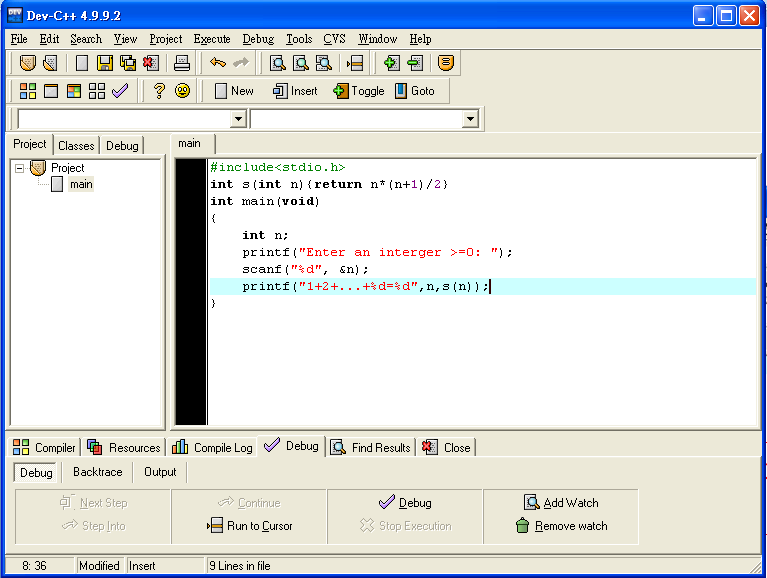 Dev-C++ 4.9.9.2
File Edit Search View Project Execute Debug Tools CVS Window Help
New Insert Toggle Goto
Project Classes Debug
main
Project
main
#include<stdio.h>
int s(int n){return n*(n+1)/2}
int main(void)
{
int n;
printf("Enter an interger >=0: ");
scanf("%d", &n);
printf("1+2+...+%d=%d",n,s(n));
}
Compiler Resources Compile Log Debug Find Results Close
Debug Backtrace Output
Next Step Continue Debug Add Watch
Step Into Run to Cursor Stop Execution Remove watch
8: 36 Modified Insert 9 Lines in file